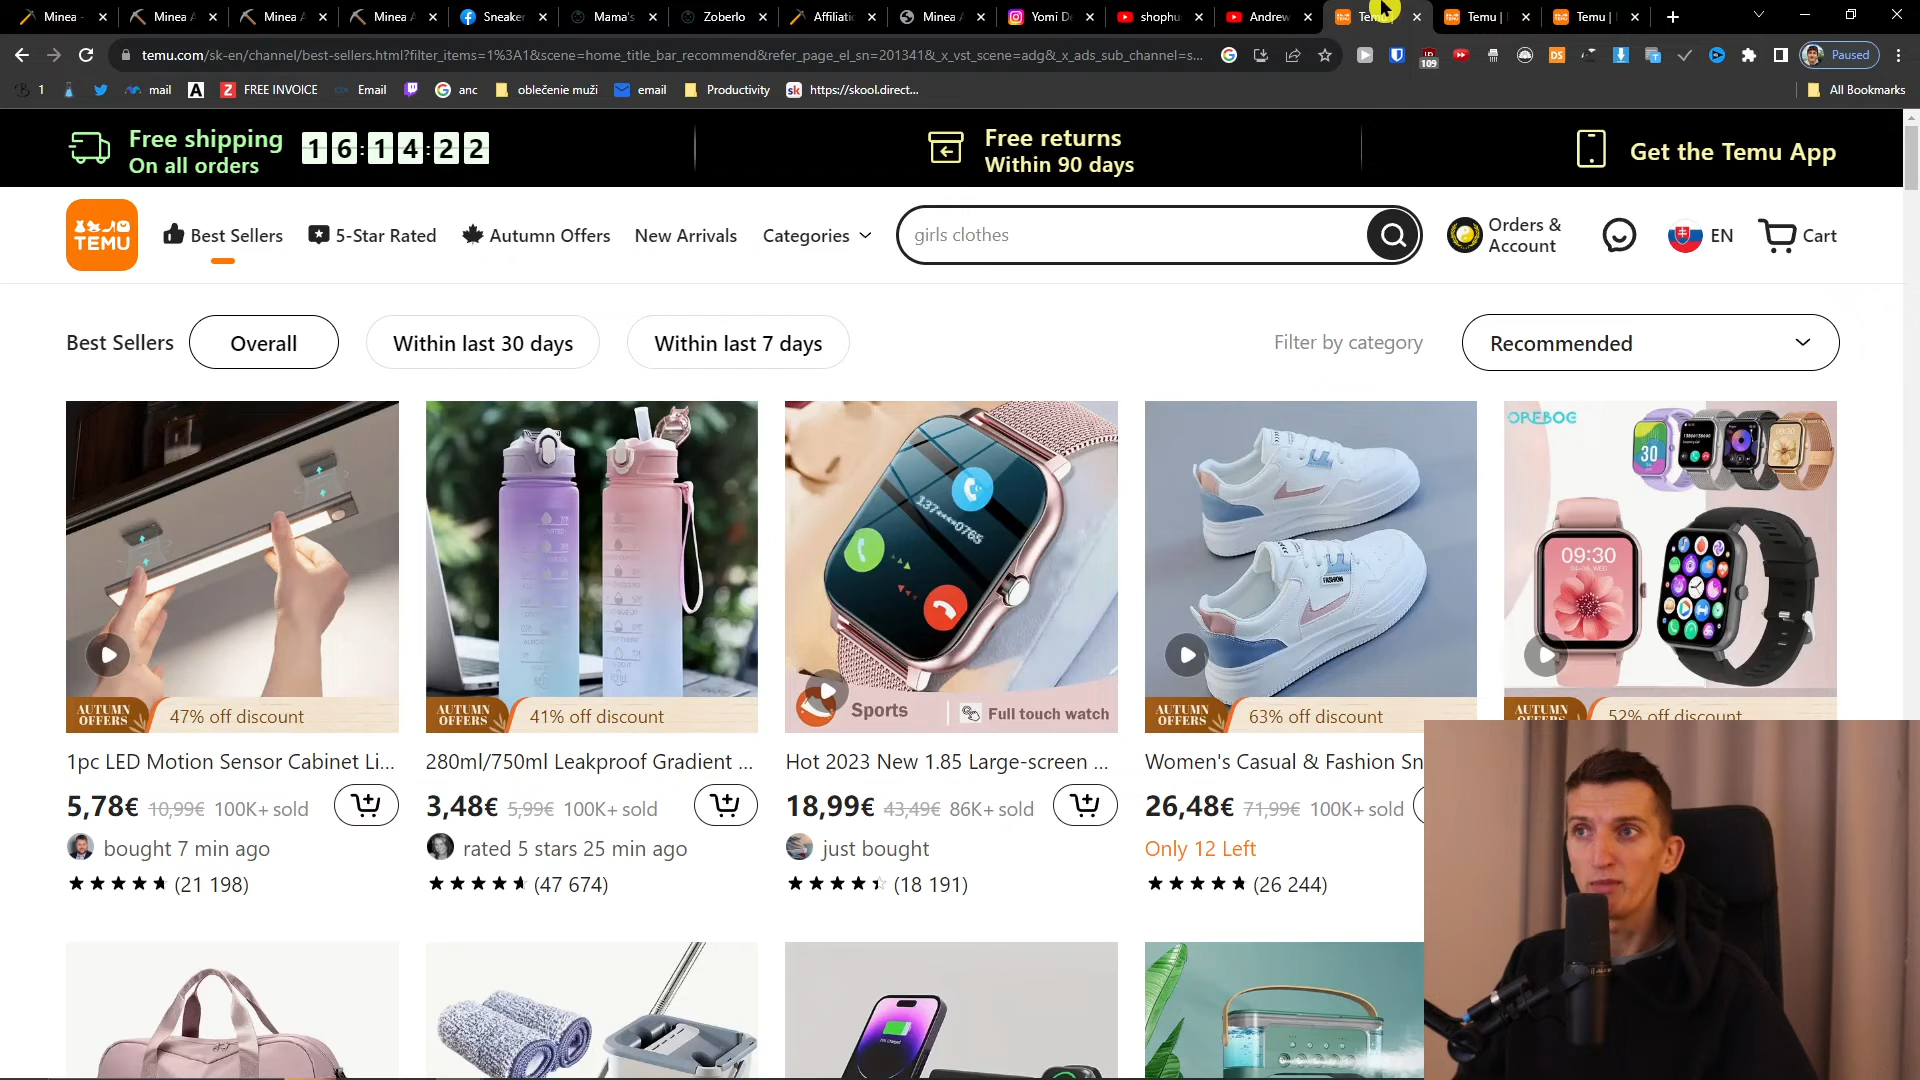 Minea -
Minea A
Minea A
Minea A
Sneaker
Mama's
Zoberlo
Affiliati
Minea A
Yomi De
shophu
Andrew
Temu |
Temu |
Temu |
temu.com/sk-en/channel/best-sellers.html?filter_items=1%3A1&scene=home_title_bar_recommend&refer_page_el_sn=201341&_x_vst_scene=adg&_x_ads_sub_channel=s...
109
DS
Paused
1
mail
A
Z FREE INVOICE
Email
anc
oblečenie muži
email
Productivity
sk https://skool.direct...
All Bookmarks
Free shipping
On all orders
16:14:22
Free returns
Within 90 days
Get the Temu App
TEMU
Best Sellers
5-Star Rated
Autumn Offers
New Arrivals
Categories
girls clothes
Orders &
Account
EN
Cart
Best Sellers
Overall
Within last 30 days
Within last 7 days
Filter by category
Recommended
137****0765
Sports
Full touch watch
FASHION
OREBOG
30
09:30
AUTUMN
OFFERS
47% off discount
AUTUMN
OFFERS
41% off discount
AUTUMN
OFFERS
63% off discount
AUTUMN
OFFERS
52% off discount
1pc LED Motion Sensor Cabinet Li...
5,78€ 10,99€ 100K+ sold
bought 7 min ago
(21 198)
280ml/750ml Leakproof Gradient ...
3,48€ 5,99€ 100K+ sold
rated 5 stars 25 min ago
(47 674)
Hot 2023 New 1.85 Large-screen ...
18,99€ 43,49€ 86K+ sold
just bought
(18 191)
Women's Casual & Fashion Sn
26,48€ 71,99€ 100K+ sold
Only 12 Left
(26 244)